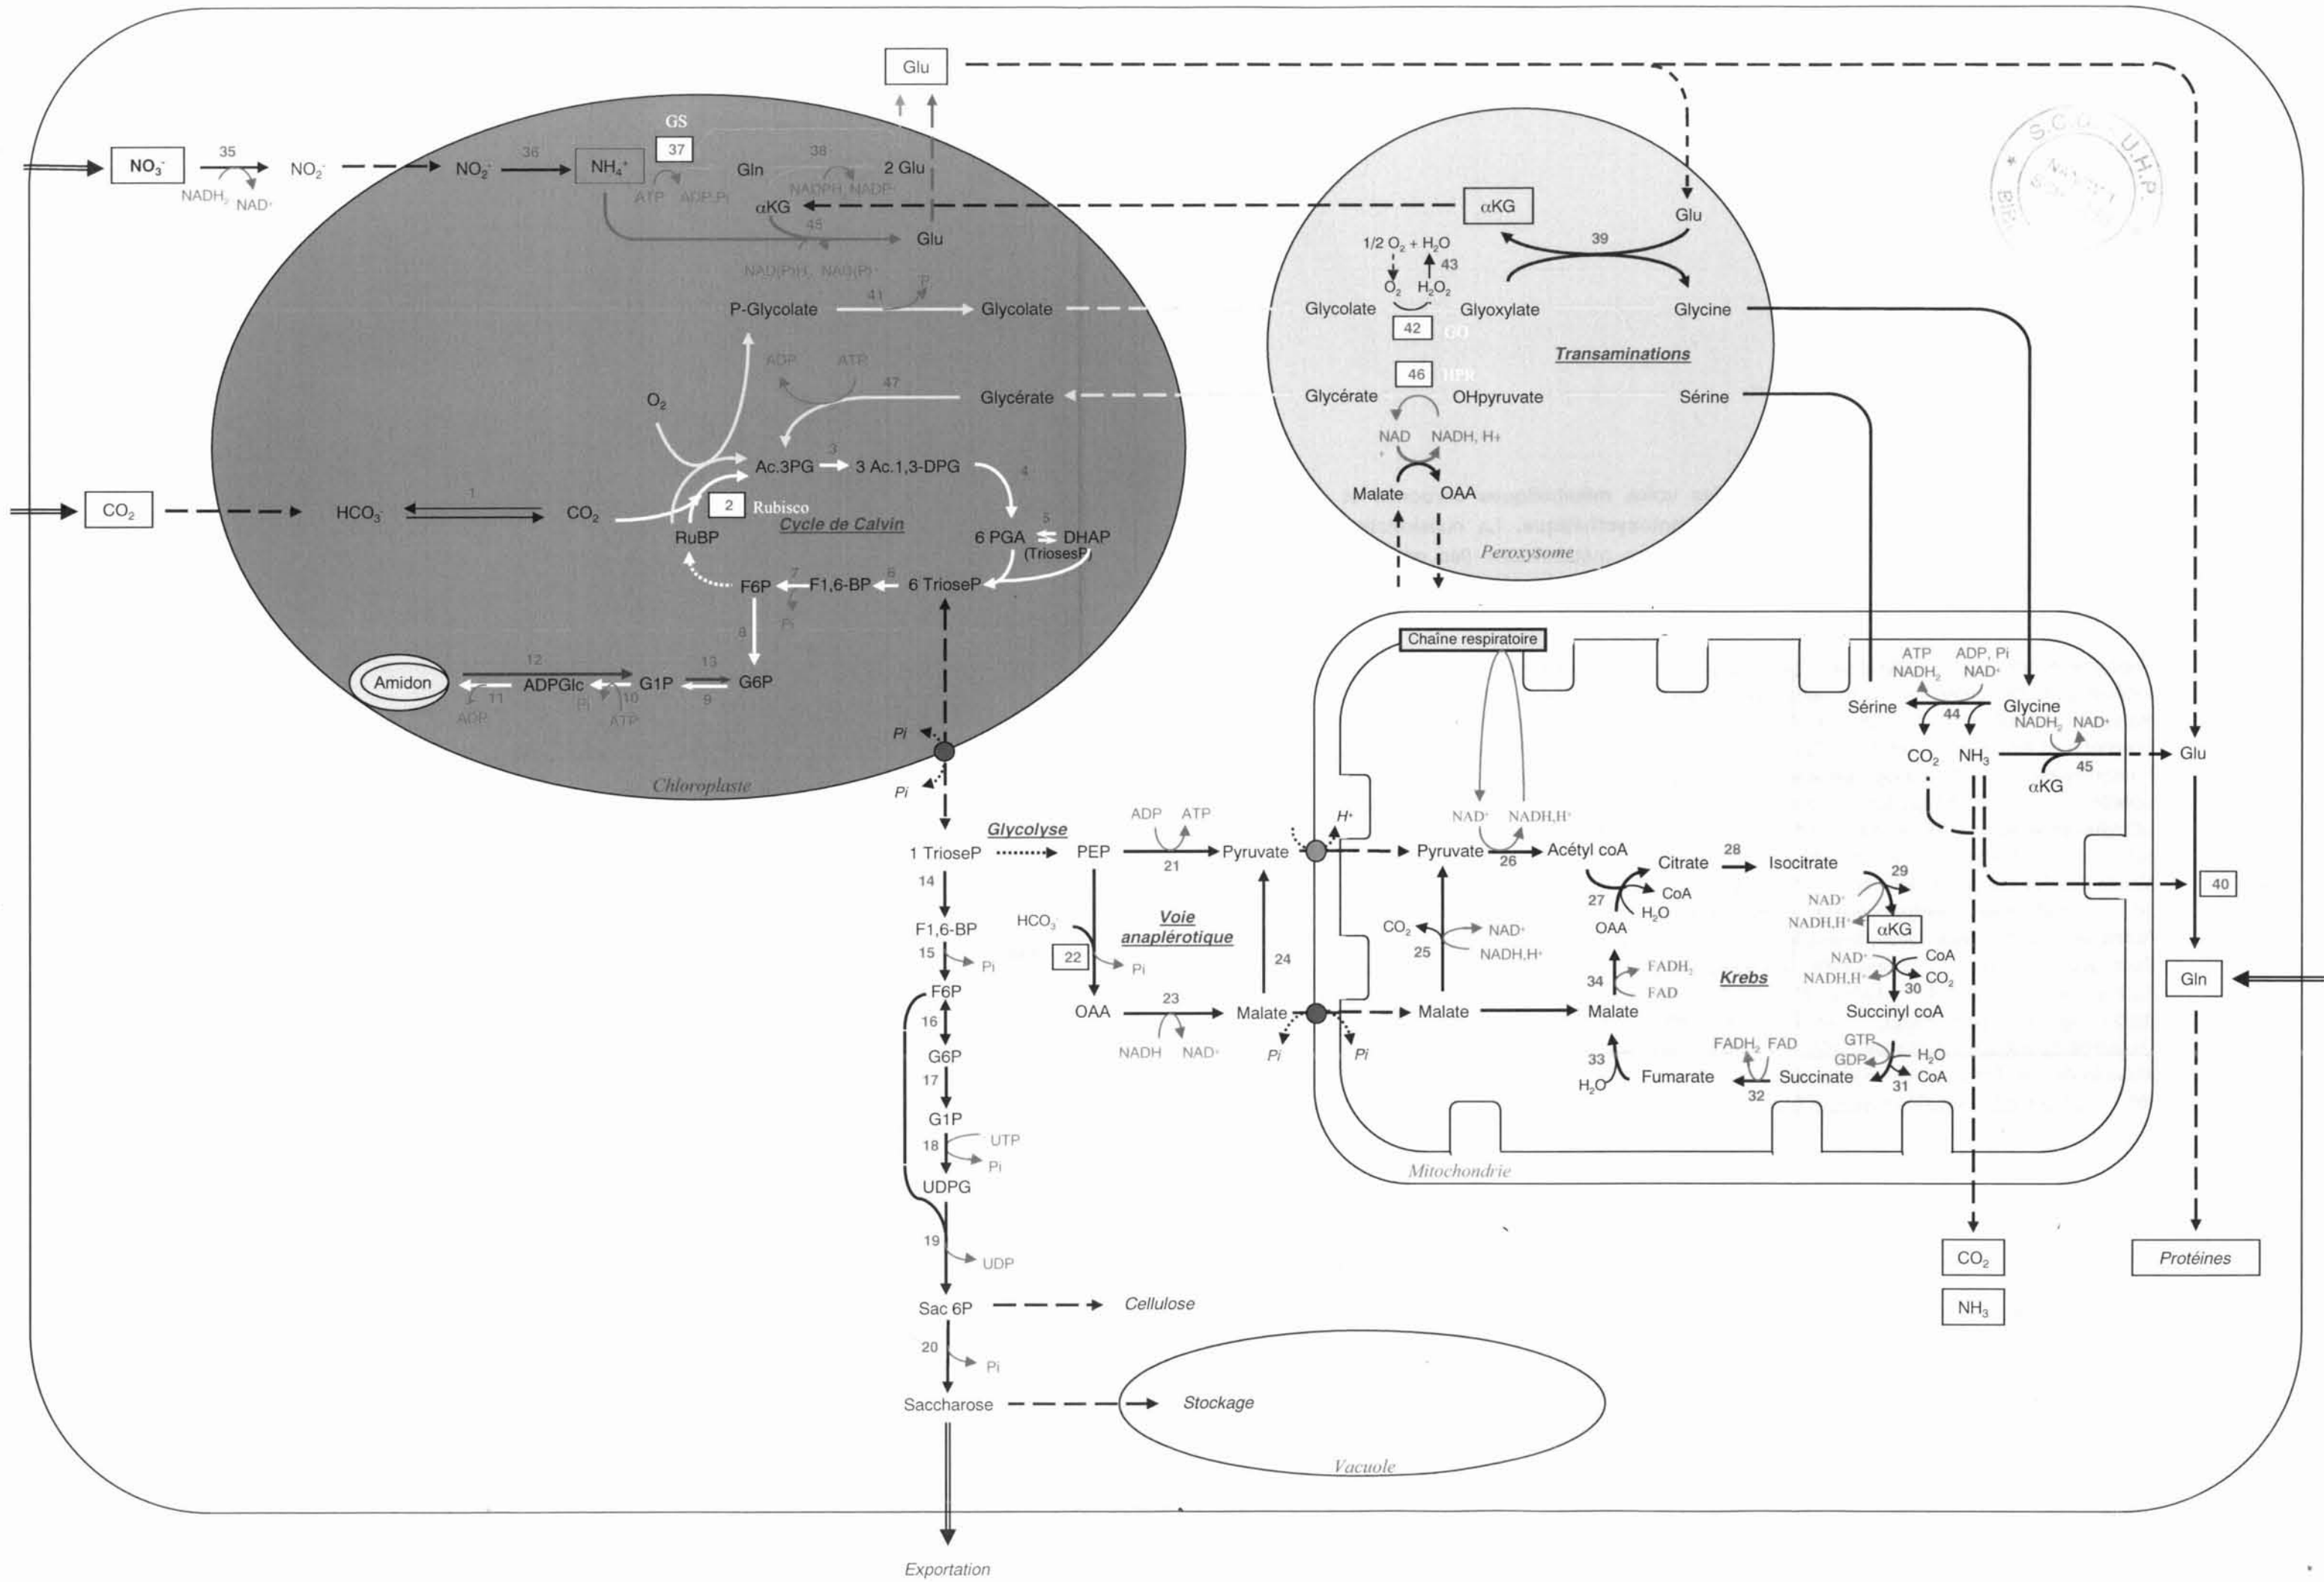 Glu
GS
NO₃⁻ 35 NO₂⁻ NO₂⁻ 36 NH₄⁺ 37 Gln 38 2 Glu
NADH₂ NAD⁺
ATP ADP,Pi
NADPH₂ NADP⁺
αKG
45
Glu
NAD(P)H₂ NAD(P)⁺
P-Glycolate 41 P Glycolate
ADP ATP
47
Glycérate
O₂
Ac.3PG 3 3 Ac.1,3-DPG
4
CO₂ HCO₃⁻ 1 CO₂ 2 Rubisco
Cycle de Calvin
RuBP
6 PGA 5 DHAP
(TriosesP)
F6P 7 F1,6-BP 6 6 TrioseP
Pi
8
Amidon 12 ADPGlc G1P 13 G6P
11 Pi 10 9
ADP ATP
Chloroplaste
Pi
Pi
αKG
Glu
1/2 O₂ + H₂O
39
43
O₂ H₂O₂
Glycolate Glyoxylate Glycine
42 GO
Transaminations
46 HPR
Glycérate OHpyruvate Sérine
NAD⁺ NADH, H+
Malate OAA
Peroxysome
S.C.D. U.H.P.
Chaîne respiratoire
ATP ADP, Pi
NADH₂ NAD⁺
Sérine 44 Glycine
NADH₂ NAD⁺
CO₂ NH₃ 45 Glu
αKG
Glycolyse
ADP ATP
H⁺
NAD⁺ NADH,H⁺
1 TrioseP PEP 21 Pyruvate Pyruvate 26 Acétyl coA
Citrate 28 Isocitrate
29
27 CoA
H₂O
OAA
NAD⁺
NADH,H⁺
αKG
40
14
F1,6-BP
15 Pi
HCO₃⁻
Voie
anaplérotique
22 Pi
24
CO₂ NAD⁺
25 NADH,H⁺
34 FADH₂
FAD
Krebs
NAD⁺ CoA
NADH,H⁺ CO₂
30
Gln
F6P
16
OAA 23 Malate Malate Malate Succinyl coA
NADH NAD⁺
Pi Pi
G6P
17
33
H₂O
Fumarate
FADH₂ FAD
32
Succinate
GTP H₂O
GDP CoA
31
G1P
18 UTP
Pi
UDPG
Mitochondrie
19
UDP
CO₂ Protéines
NH₃
Sac 6P Cellulose
20
Pi
Saccharose Stockage
Vacuole
Exportation